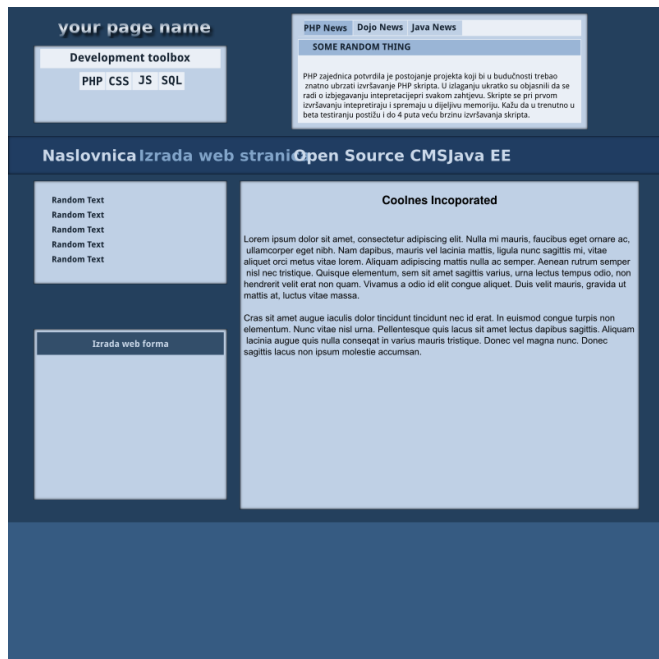 your page name
Development toolbox
PHP CSS JS SQL
PHP News Dojo News Java News
SOME RANDOM THING
PHP zajednica potvrdila je postojanje projekta koji bi u budučnosti trebao
znatno ubrzati izvršavanje PHP skripta. U izlaganju ukratko su objasnili da se
radi o izbjegavanju intepretacijepri svakom zahtjevu. Skripte se pri prvom
izvršavanju intepretiraju i spremaju u dijeljivu memoriju. Kažu da u trenutno u
beta testiranju postižu i do 4 puta veću brzinu izvršavanja skripta.
Naslovnica Izrada web stranica Open Source CMS Java EE
Random Text
Random Text
Random Text
Random Text
Random Text
Izrada web forma
Coolnes Incoporated
Lorem ipsum dolor sit amet, consectetur adipiscing elit. Nulla mi mauris, faucibus eget ornare ac,
ullamcorper eget nibh. Nam dapibus, mauris vel lacinia mattis, ligula nunc sagittis mi, vitae
aliquet orci metus vitae lorem. Aliquam adipiscing mattis nulla ac semper. Aenean rutrum semper
nisl nec tristique. Quisque elementum, sem sit amet sagittis varius, urna lectus tempus odio, non
hendrerit velit erat non quam. Vivamus a odio id elit congue aliquet. Duis velit mauris, gravida ut
mattis at, luctus vitae massa.
Cras sit amet augue iaculis dolor tincidunt tincidunt nec id erat. In euismod congue turpis non
elementum. Nunc vitae nisl urna. Pellentesque quis lacus sit amet lectus dapibus sagittis. Aliquam
lacinia augue quis nulla conseqat in varius mauris tristique. Donec vel magna nunc. Donec
sagittis lacus non ipsum molestie accumsan.